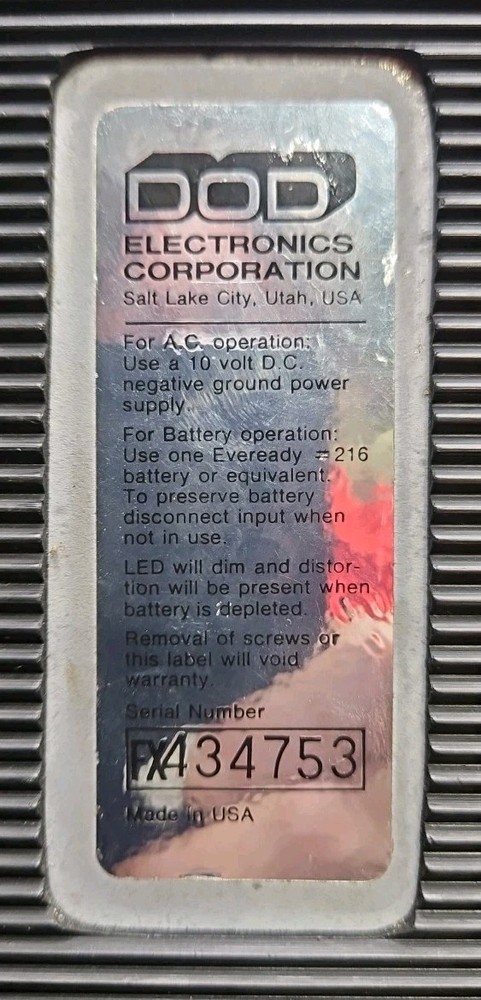 DOD
ELECTRONICS
CORPORATION
Salt Lake City, Utah, USA
For A.C. operation:
Use a 10 volt D.C.
negative ground power
supply.
For Battery operation:
Use one Eveready #216
battery or equivalent.
To preserve battery
disconnect input when
not in use.
LED will dim and distor-
tion will be present when
battery is depleted.
Removal of screws or
this label will void
warranty.
Serial Number
FX434753
Made in USA